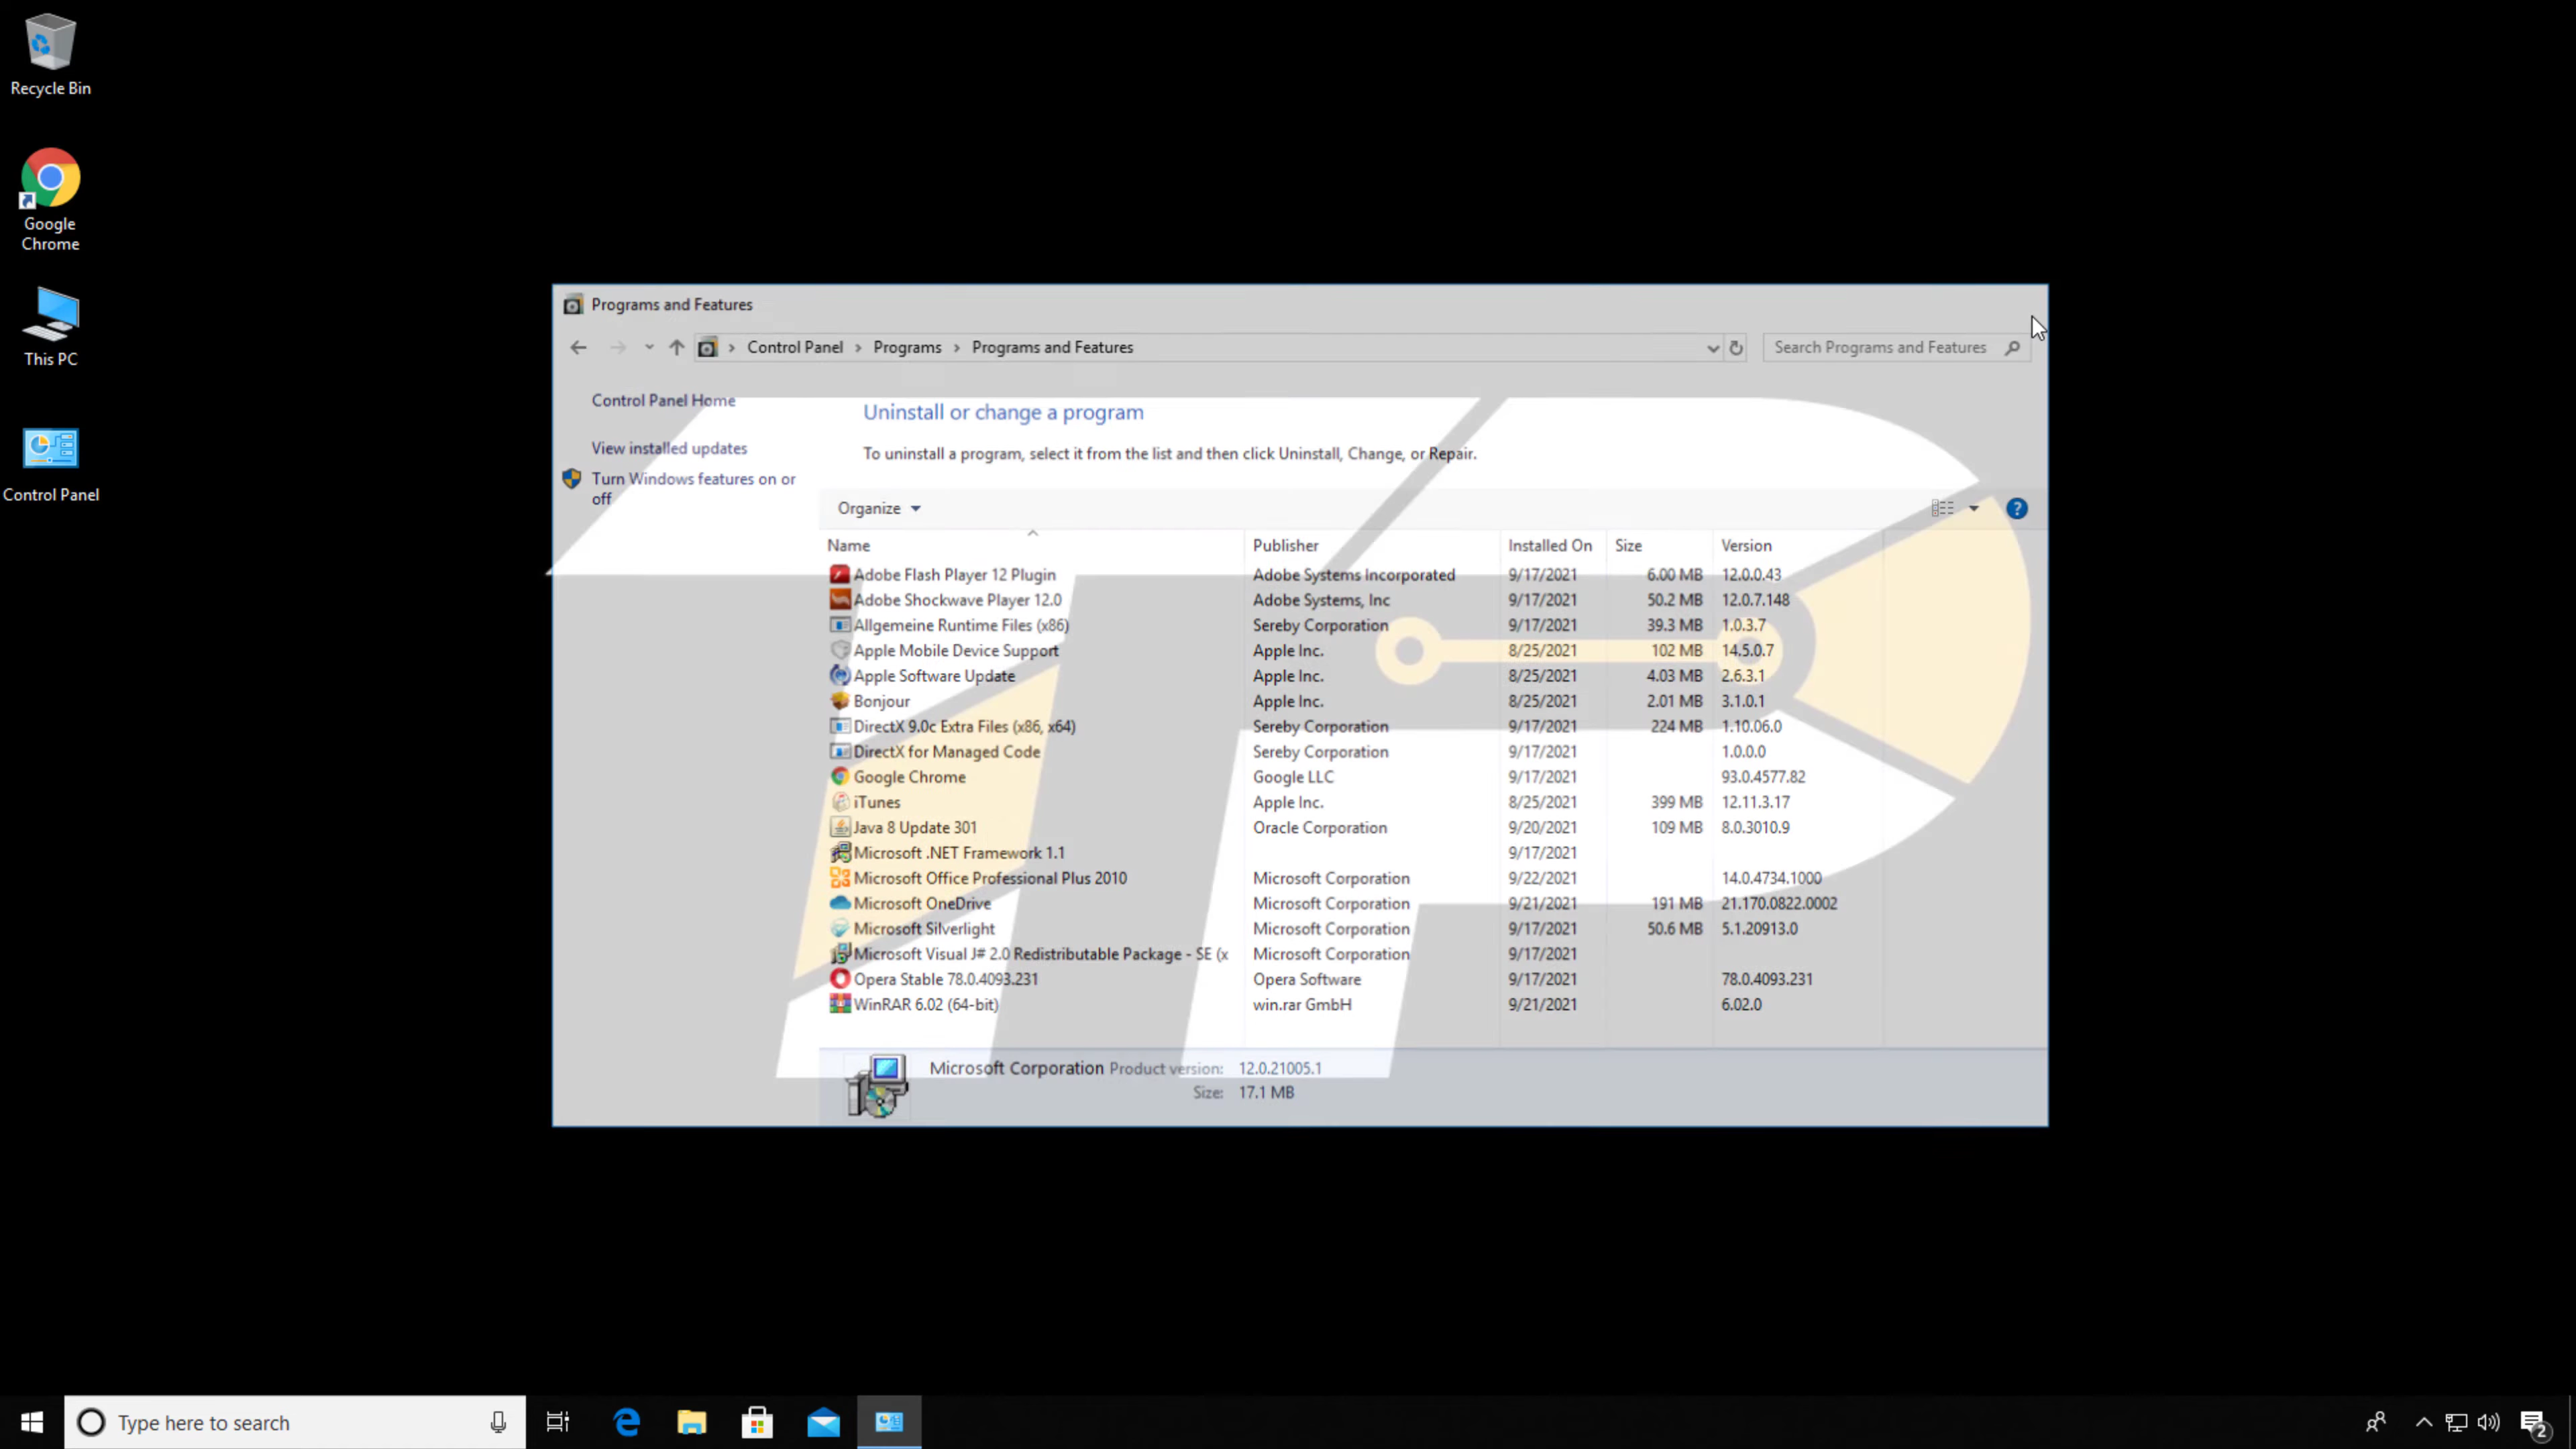 Recycle Bin
Google
Chrome
This PC
Control Panel
Programs and Features
Control Panel Programs Programs and Features
Search Programs and Features
Control Panel Home
View installed updates
Turn Windows features on or
off
Uninstall or change a program
To uninstall a program, select it from the list and then click Uninstall, Change, or Repair.
Organize
Name Publisher Installed On Size Version
Adobe Flash Player 12 Plugin Adobe Systems Incorporated 9/17/2021 6.00 MB 12.0.0.43
Adobe Shockwave Player 12.0 Adobe Systems, Inc 9/17/2021 50.2 MB 12.0.7.148
Allgemeine Runtime Files (x86) Sereby Corporation 9/17/2021 39.3 MB 1.0.3.7
Apple Mobile Device Support Apple Inc. 8/25/2021 102 MB 14.5.0.7
Apple Software Update Apple Inc. 8/25/2021 4.03 MB 2.6.3.1
Bonjour Apple Inc. 8/25/2021 2.01 MB 3.1.0.1
DirectX 9.0c Extra Files (x86, x64) Sereby Corporation 9/17/2021 224 MB 1.10.06.0
DirectX for Managed Code Sereby Corporation 9/17/2021 1.0.0.0
Google Chrome Google LLC 9/17/2021 93.0.4577.82
iTunes Apple Inc. 8/25/2021 399 MB 12.11.3.17
Java 8 Update 301 Oracle Corporation 9/20/2021 109 MB 8.0.3010.9
Microsoft .NET Framework 1.1 9/17/2021
Microsoft Office Professional Plus 2010 Microsoft Corporation 9/22/2021 14.0.4734.1000
Microsoft OneDrive Microsoft Corporation 9/21/2021 191 MB 21.170.0822.0002
Microsoft Silverlight Microsoft Corporation 9/17/2021 50.6 MB 5.1.20913.0
Microsoft Visual J# 2.0 Redistributable Package - SE (x Microsoft Corporation 9/17/2021
Opera Stable 78.0.4093.231 Opera Software 9/17/2021 78.0.4093.231
WinRAR 6.02 (64-bit) win.rar GmbH 9/21/2021 6.02.0
Microsoft Corporation Product version: 12.0.21005.1
Size: 17.1 MB
Type here to search
2